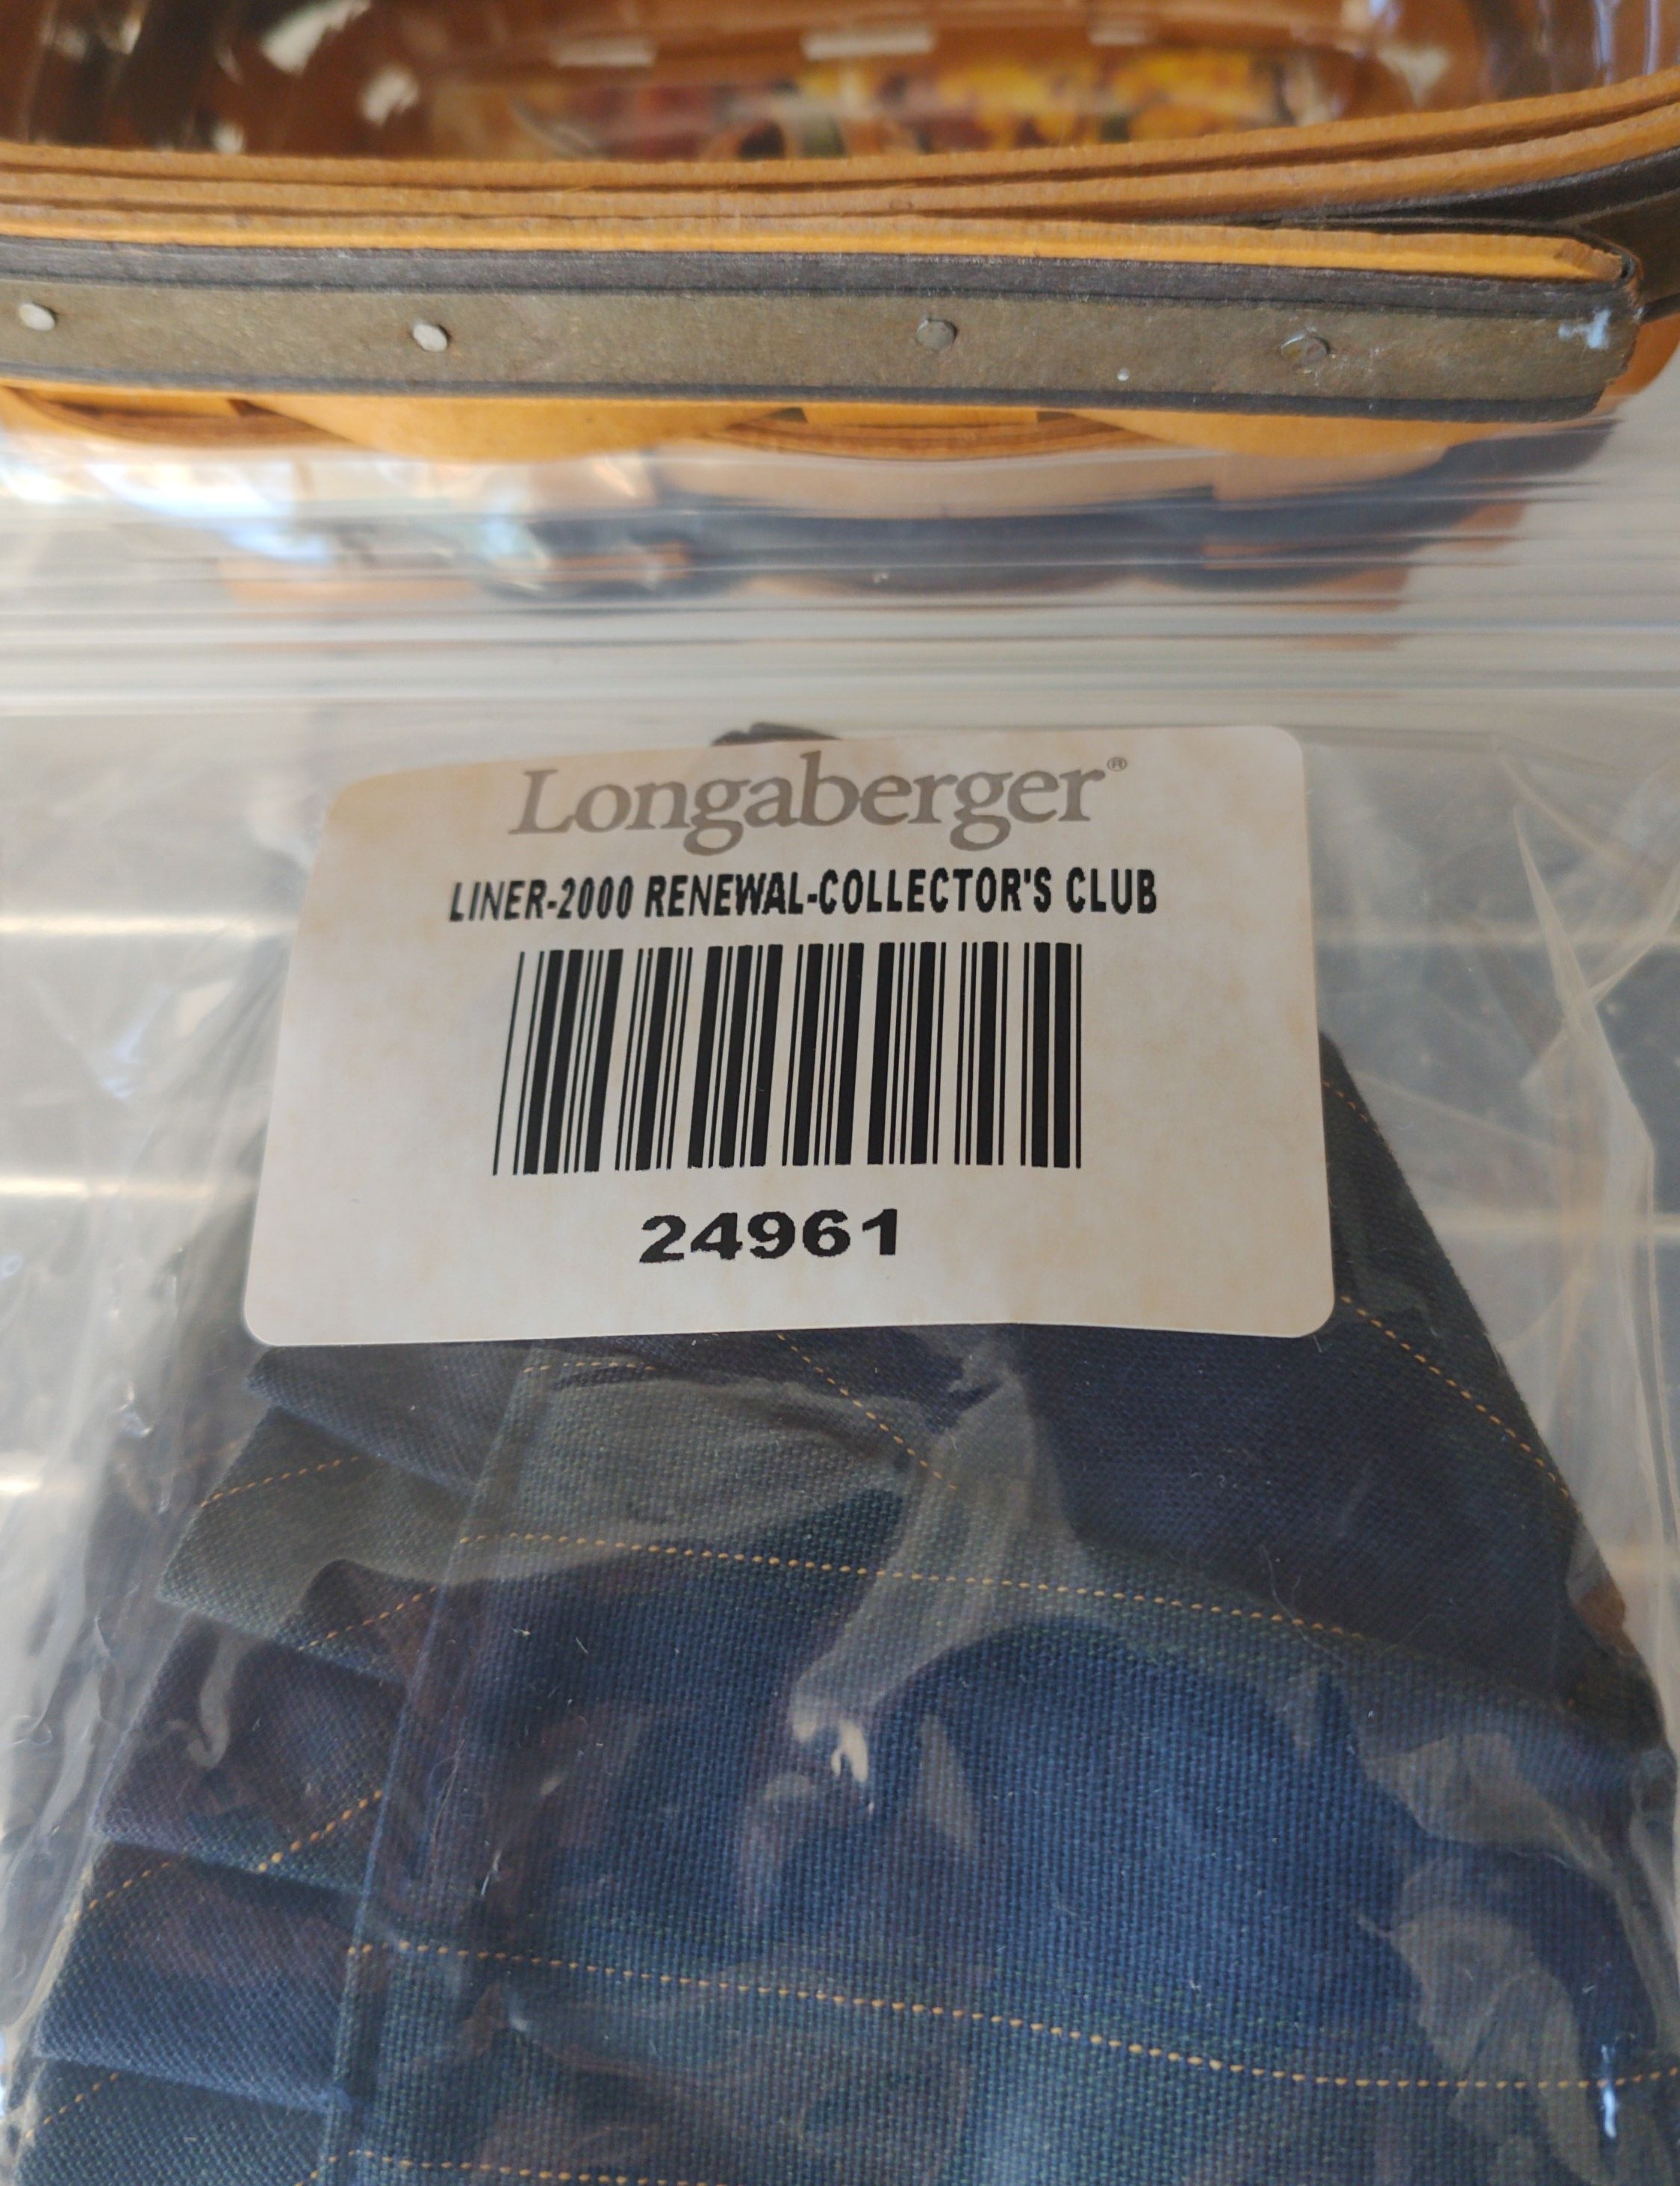 Longaberger®
LINER-2000 RENEWAL-COLLECTOR'S CLUB
24961